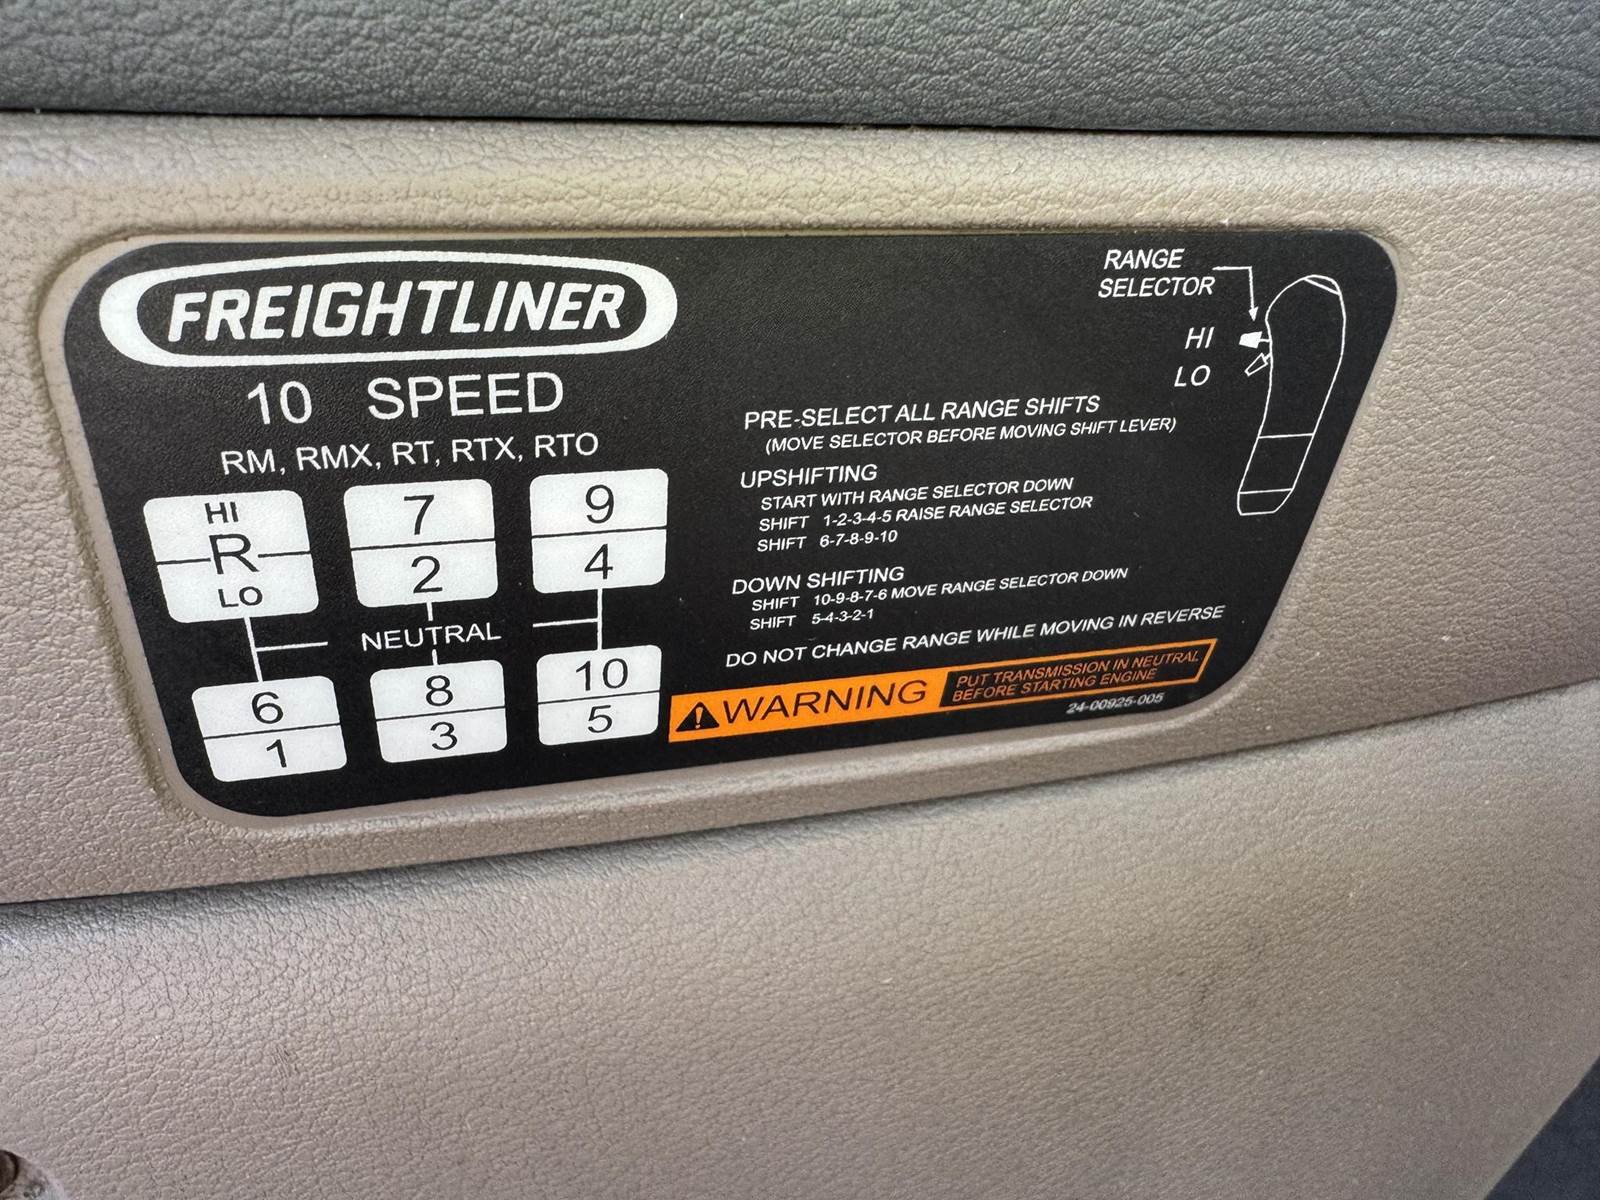 FREIGHTLINER
10 SPEED
RM, RMX, RT, RTX, RTO
HI
R
LO
7
2
9
4
NEUTRAL
6
1
8
3
10
5
RANGE
SELECTOR
HI
LO
PRE-SELECT ALL RANGE SHIFTS
(MOVE SELECTOR BEFORE MOVING SHIFT LEVER)
UPSHIFTING
START WITH RANGE SELECTOR DOWN
SHIFT 1-2-3-4-5 RAISE RANGE SELECTOR
SHIFT 6-7-8-9-10
DOWN SHIFTING
SHIFT 10-9-8-7-6 MOVE RANGE SELECTOR DOWN
SHIFT 5-4-3-2-1
DO NOT CHANGE RANGE WHILE MOVING IN REVERSE
WARNING
PUT TRANSMISSION IN NEUTRAL
BEFORE STARTING ENGINE
24-00925-005